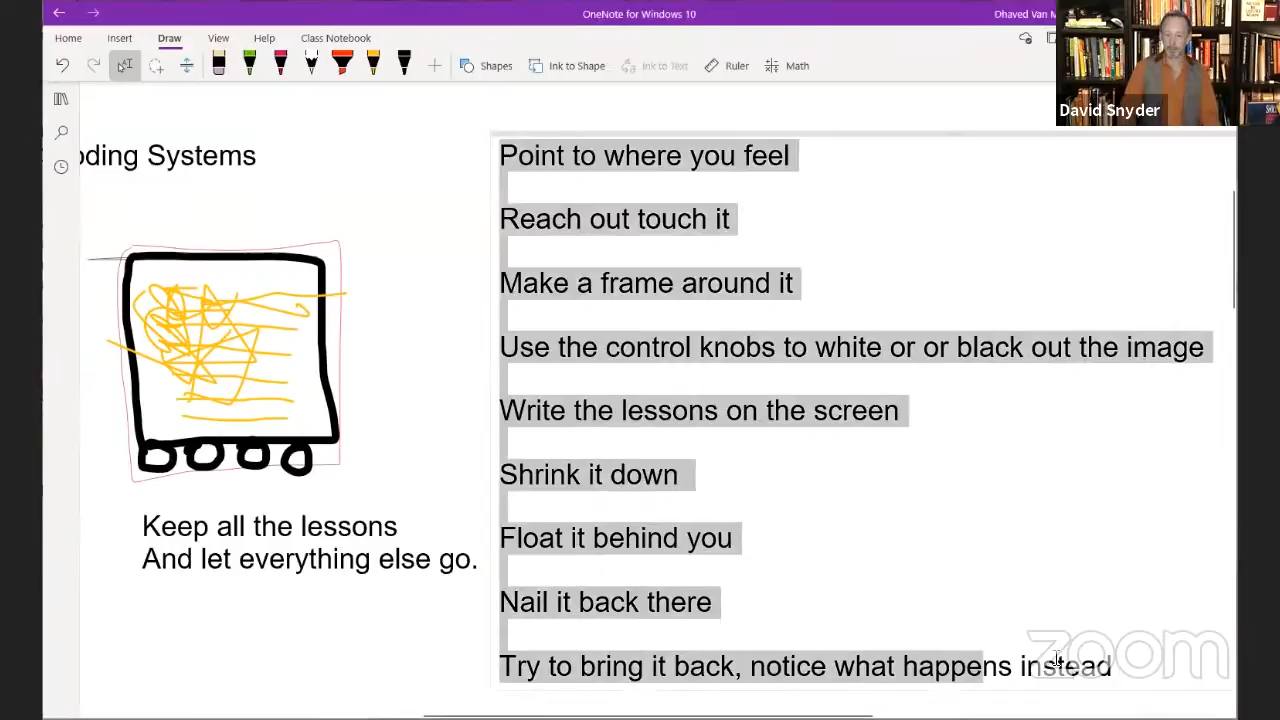 OneNote for Windows 10
Dhaved Van M
Home Insert Draw View Help Class Notebook
Shapes Ink to Shape Ink to Text Ruler Math
David Snyder
oding Systems
Keep all the lessons
And let everything else go.
Point to where you feel
Reach out touch it
Make a frame around it
Use the control knobs to white or or black out the image
Write the lessons on the screen
Shrink it down
Float it behind you
Nail it back there
Try to bring it back, notice what happens instead
zoom